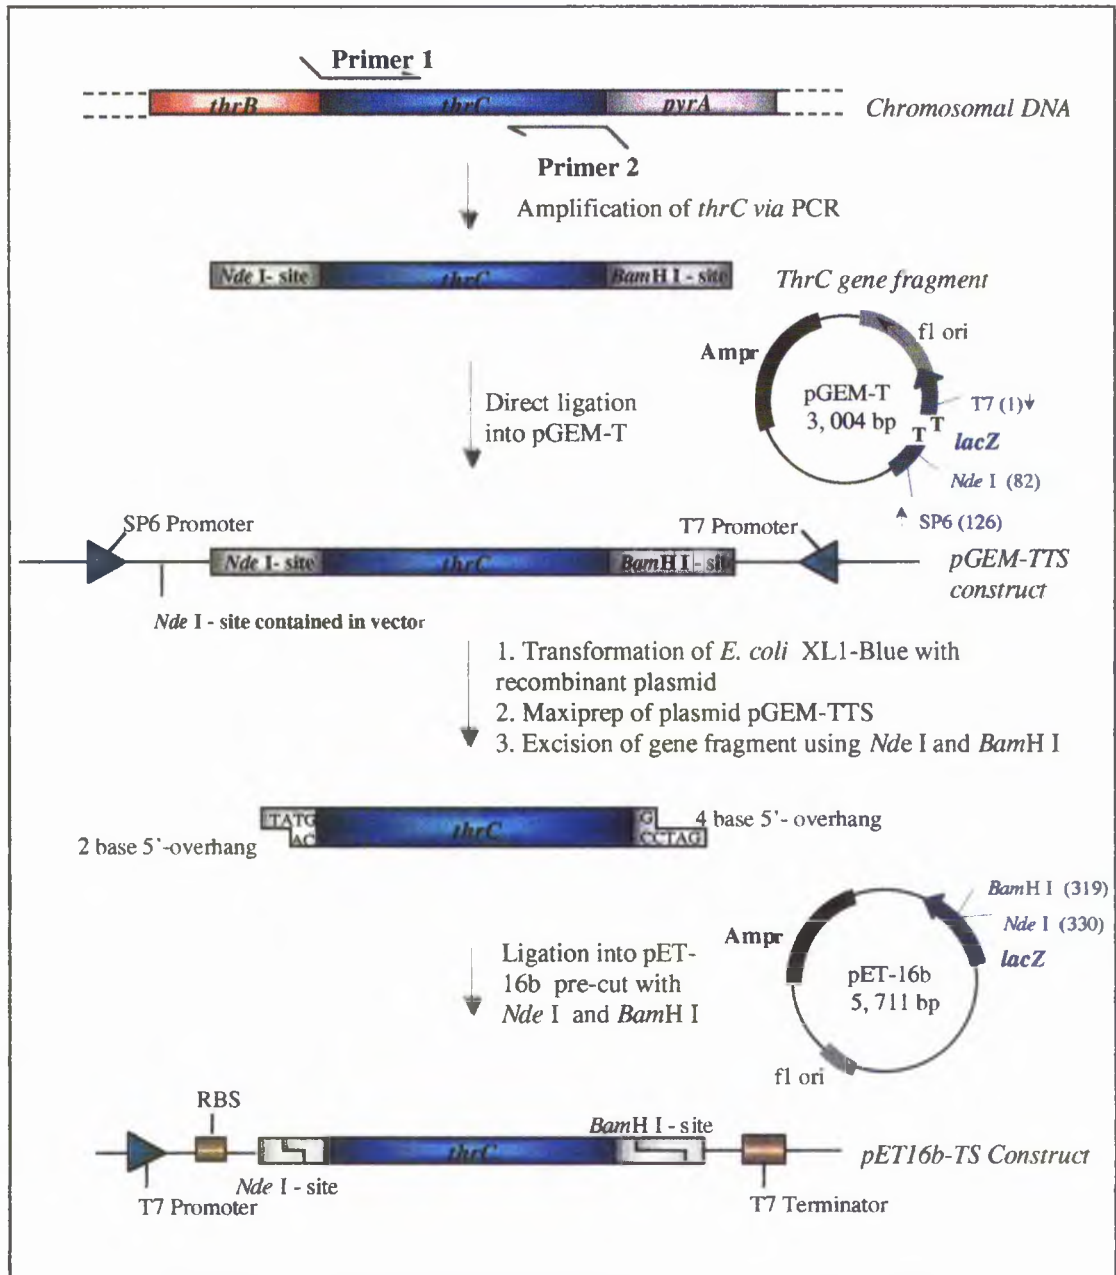 Primer 1
thrB thrC pyrA
Chromosomal DNA
Primer 2
Amplification of thrC via PCR
Nde I- site thrC BamH I - site
ThrC gene fragment
Ampr
f1 ori
pGEM-T
3, 004 bp
T7 (1)
T T
lacZ
Nde I (82)
SP6 (126)
Direct ligation
into pGEM-T
SP6 Promoter
T7 Promoter
Nde I- site thrC BamH I - site
pGEM-TTS
construct
Nde I - site contained in vector
1. Transformation of E. coli XL1-Blue with
recombinant plasmid
2. Maxiprep of plasmid pGEM-TTS
3. Excision of gene fragment using Nde I and BamH I
TATG
AC
thrC
G
CCTAG
4 base 5'- overhang
2 base 5'-overhang
BamH I (319)
Nde I (330)
lacZ
Ampr
pET-16b
5, 711 bp
f1 ori
Ligation into pET-
16b pre-cut with
Nde I and BamH I
RBS
BamH I - site
thrC
pET16b-TS Construct
Nde I - site
T7 Promoter
T7 Terminator